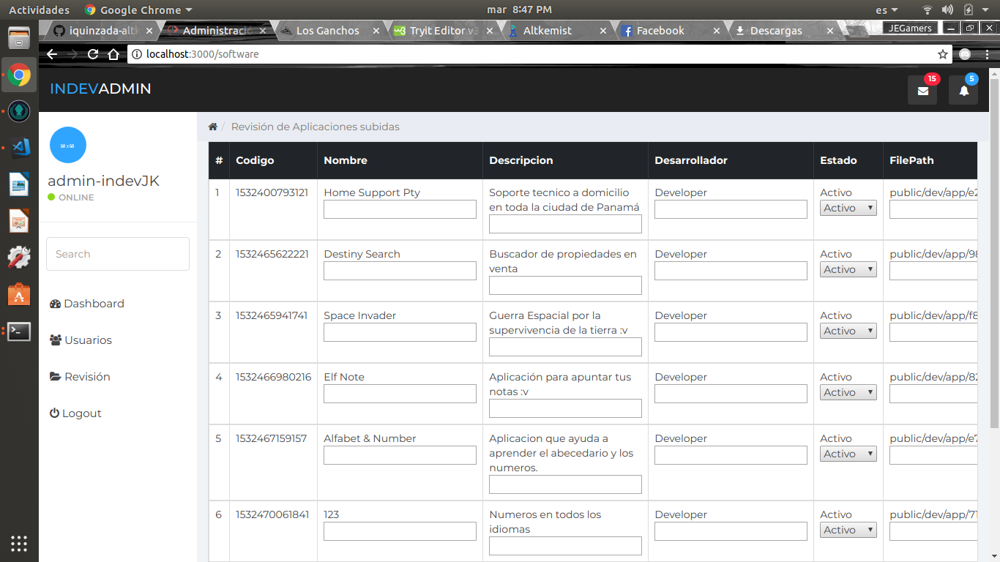 Actividades Google Chrome mar 8:47 PM es
iquinzada-altk Administració Los Ganchos Tryit Editor v3 Altkemist Facebook Descargas JEGamers
localhost:3000/software
INDEVADMIN 15 5
50 x 50
admin-indevJK
ONLINE
Search
Dashboard
Usuarios
Revisión
Logout
/ Revisión de Aplicaciones subidas
# Codigo Nombre Descripcion Desarrollador Estado FilePath
1 1532400793121 Home Support Pty Soporte tecnico a domicilio Developer Activo public/dev/app/e2
en toda la ciudad de Panamá Activo
2 1532465622221 Destiny Search Buscador de propiedades en Developer Activo public/dev/app/98
venta Activo
3 1532465941741 Space Invader Guerra Espacial por la Developer Activo public/dev/app/f8
supervivencia de la tierra :v Activo
4 1532466980216 Elf Note Aplicación para apuntar tus Developer Activo public/dev/app/82
notas :v Activo
5 1532467159157 Alfabet & Number Aplicacion que ayuda a Developer Activo public/dev/app/e7
aprender el abecedario y los Activo
numeros.
6 1532470061841 123 Numeros en todos los Developer Activo public/dev/app/71
idiomas Activo